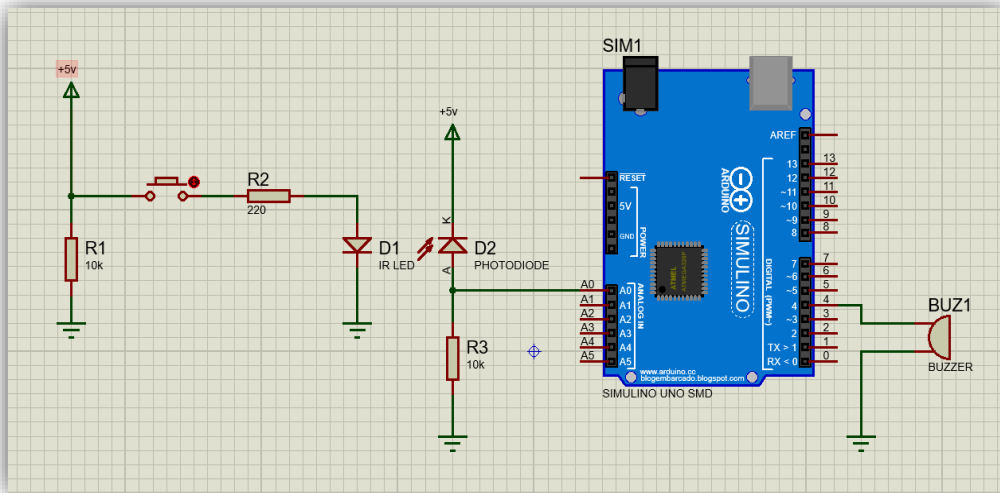 SIM1
+5v
+5v
R1
10k
R2
220
D1
IR LED
K
A
D2
PHOTODIODE
R3
10k
RESET
5V
GND
POWER
A0
A1
A2
A3
A4
A5
A0
A1
A2
A3
A4
A5
ANALOG IN
ATMEL
ARDUINO
SIMULINO
AREF
13
12
~11
~10
~9
8
7
~6
~5
4
~3
2
TX > 1
RX < 0
DIGITAL (PWM~)
13
12
11
10
9
8
7
6
5
4
3
2
1
0
www.arduino.cc
blogembarcado.blogspot.com
SIMULINO UNO SMD
BUZ1
BUZZER